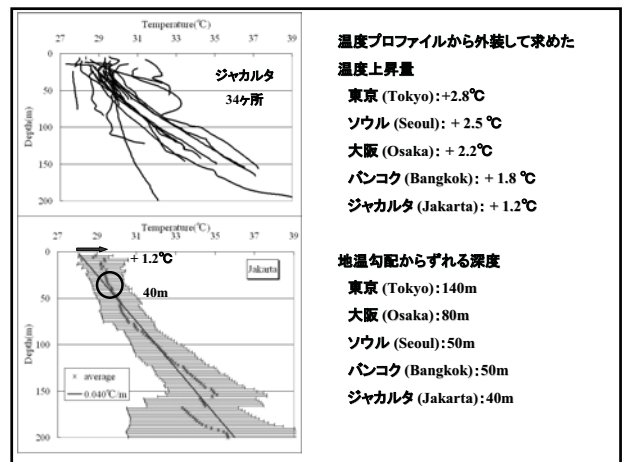 Temperature(℃)
27 29 31 33 35 37 39
0
50
100
150
200
Depth(m)
ジャカルタ
34ヶ所
Temperature(℃)
27 29 31 33 35 37 39
0
50
100
150
200
Depth(m)
+ 1.2℃
40m
Jakarta
average
0.040℃/m
温度プロファイルから外装して求めた
温度上昇量
東京 (Tokyo):+2.8℃
ソウル (Seoul): + 2.5 ℃
大阪 (Osaka): + 2.2℃
バンコク (Bangkok): + 1.8 ℃
ジャカルタ (Jakarta): + 1.2℃
地温勾配からずれる深度
東京 (Tokyo):140m
大阪 (Osaka):80m
ソウル (Seoul):50m
バンコク (Bangkok):50m
ジャカルタ (Jakarta):40m